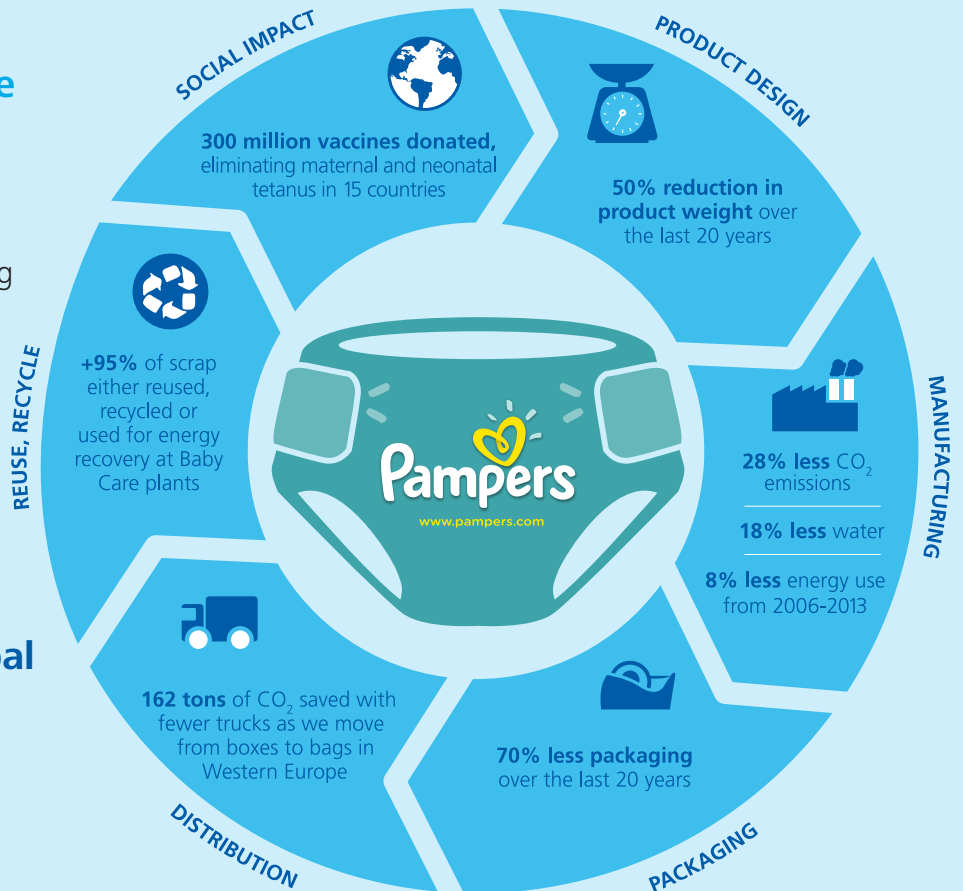 e
g
bal
SOCIAL IMPACT
300 million vaccines donated,
eliminating maternal and neonatal
tetanus in 15 countries
PRODUCT DESIGN
50% reduction in
product weight over
the last 20 years
MANUFACTURING
28% less CO₂
emissions
18% less water
8% less energy use
from 2006-2013
PACKAGING
70% less packaging
over the last 20 years
DISTRIBUTION
162 tons of CO₂ saved with
fewer trucks as we move
from boxes to bags in
Western Europe
REUSE, RECYCLE
+95% of scrap
either reused,
recycled or
used for energy
recovery at Baby
Care plants
Pampers
www.pampers.com